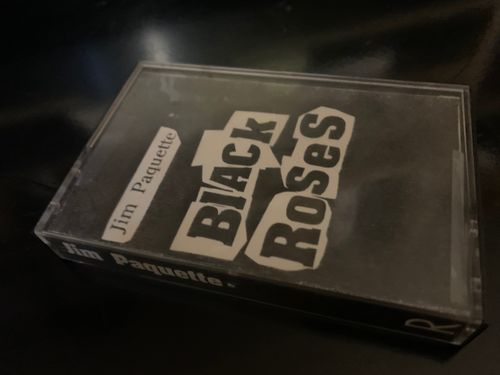 Jim Paquette
BlAck
RoSeS
Jim Paquette.
R